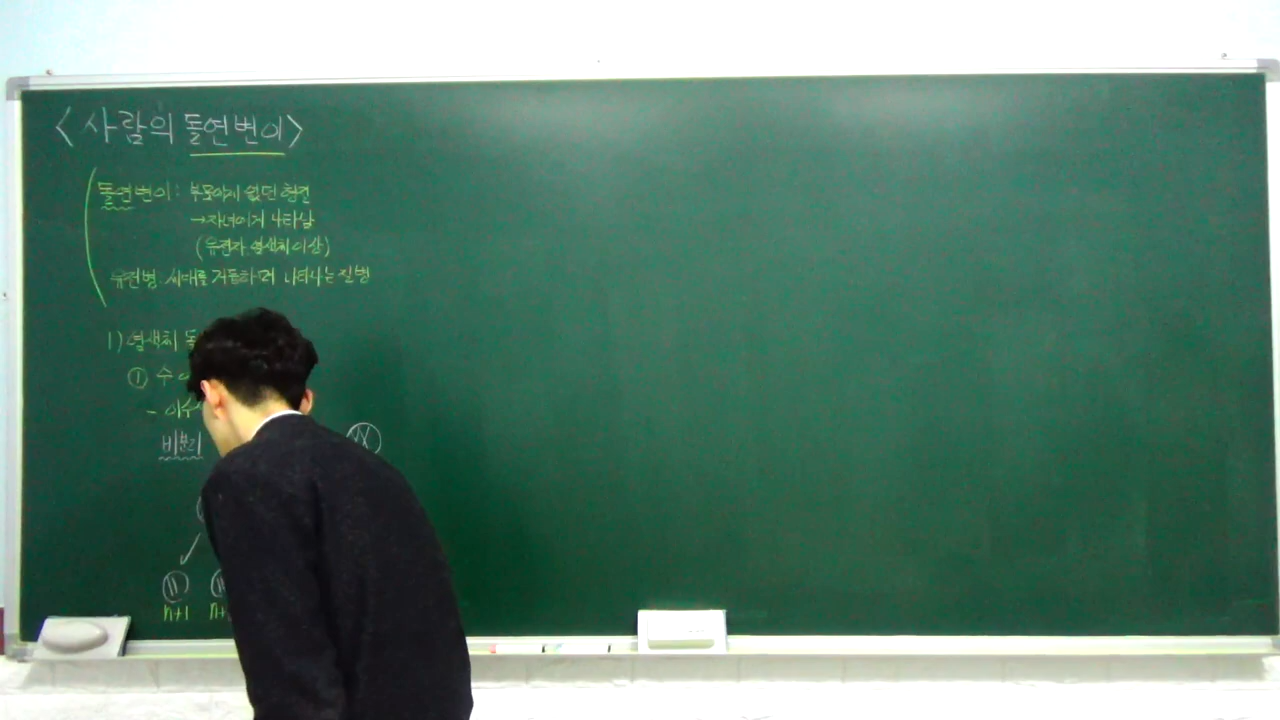 <사람의 돌연변이>
돌연변이 : 부모에게 없던 형질
→자녀에게 나타남
(유전자 염색체 이상)
유전병 : 세대를 거듭하며 나타나는 질병
1) 염색체 돌
① 수
- 이수
비분리
n+1 n+